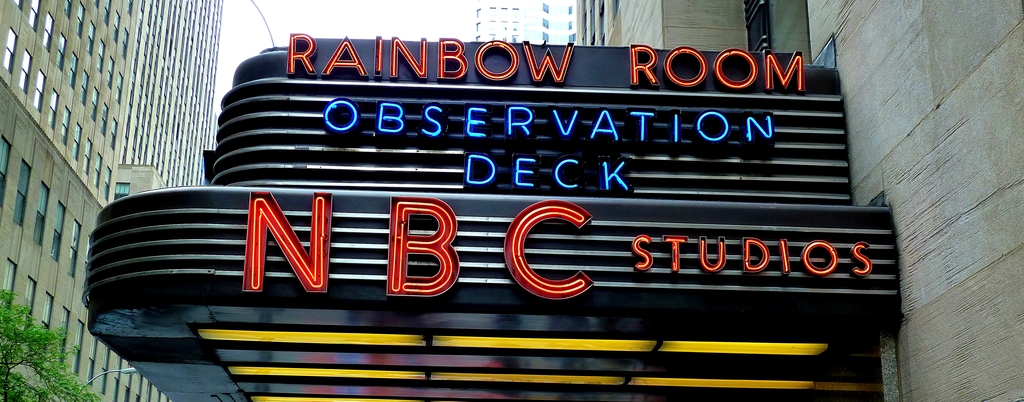 RAINBOW ROOM
OBSERVATION
DECK
NBC STUDIOS